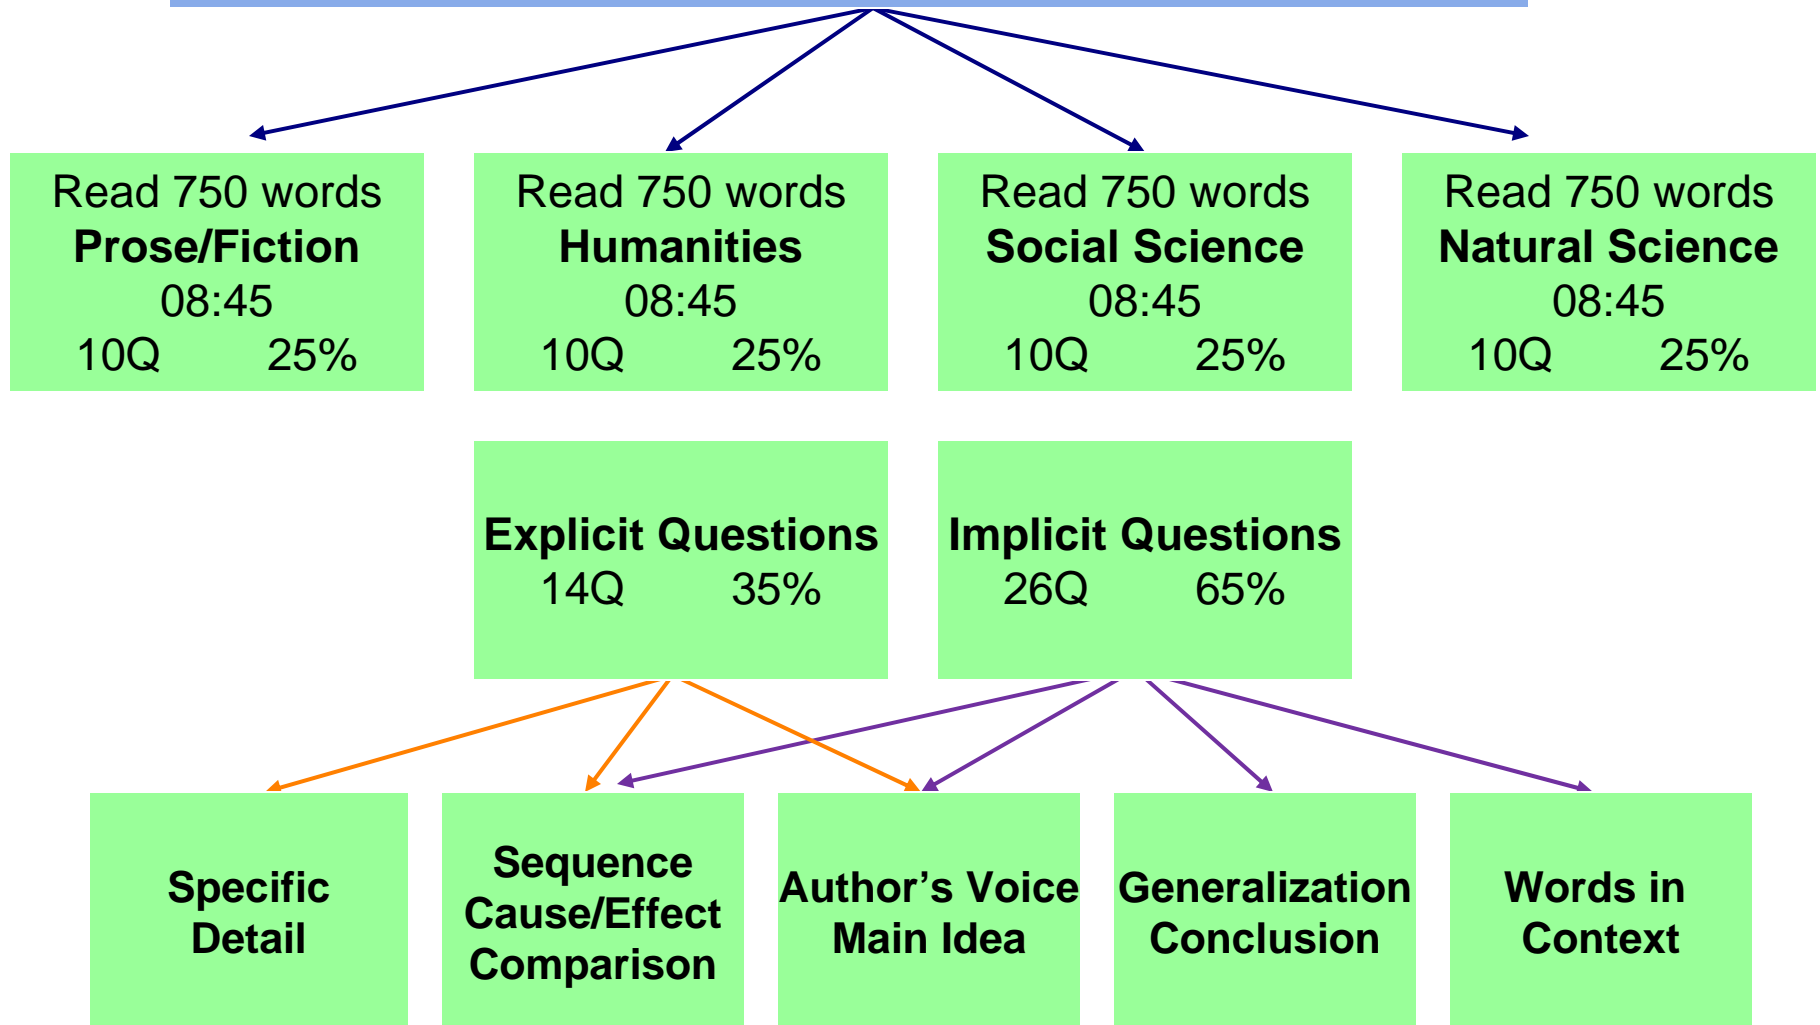 Read 750 words
Prose/Fiction
08:45
10Q 25%
Read 750 words
Humanities
08:45
10Q 25%
Read 750 words
Social Science
08:45
10Q 25%
Read 750 words
Natural Science
08:45
10Q 25%
Explicit Questions
14Q 35%
Implicit Questions
26Q 65%
Specific
Detail
Sequence
Cause/Effect
Comparison
Author’s Voice
Main Idea
Generalization
Conclusion
Words in
Context